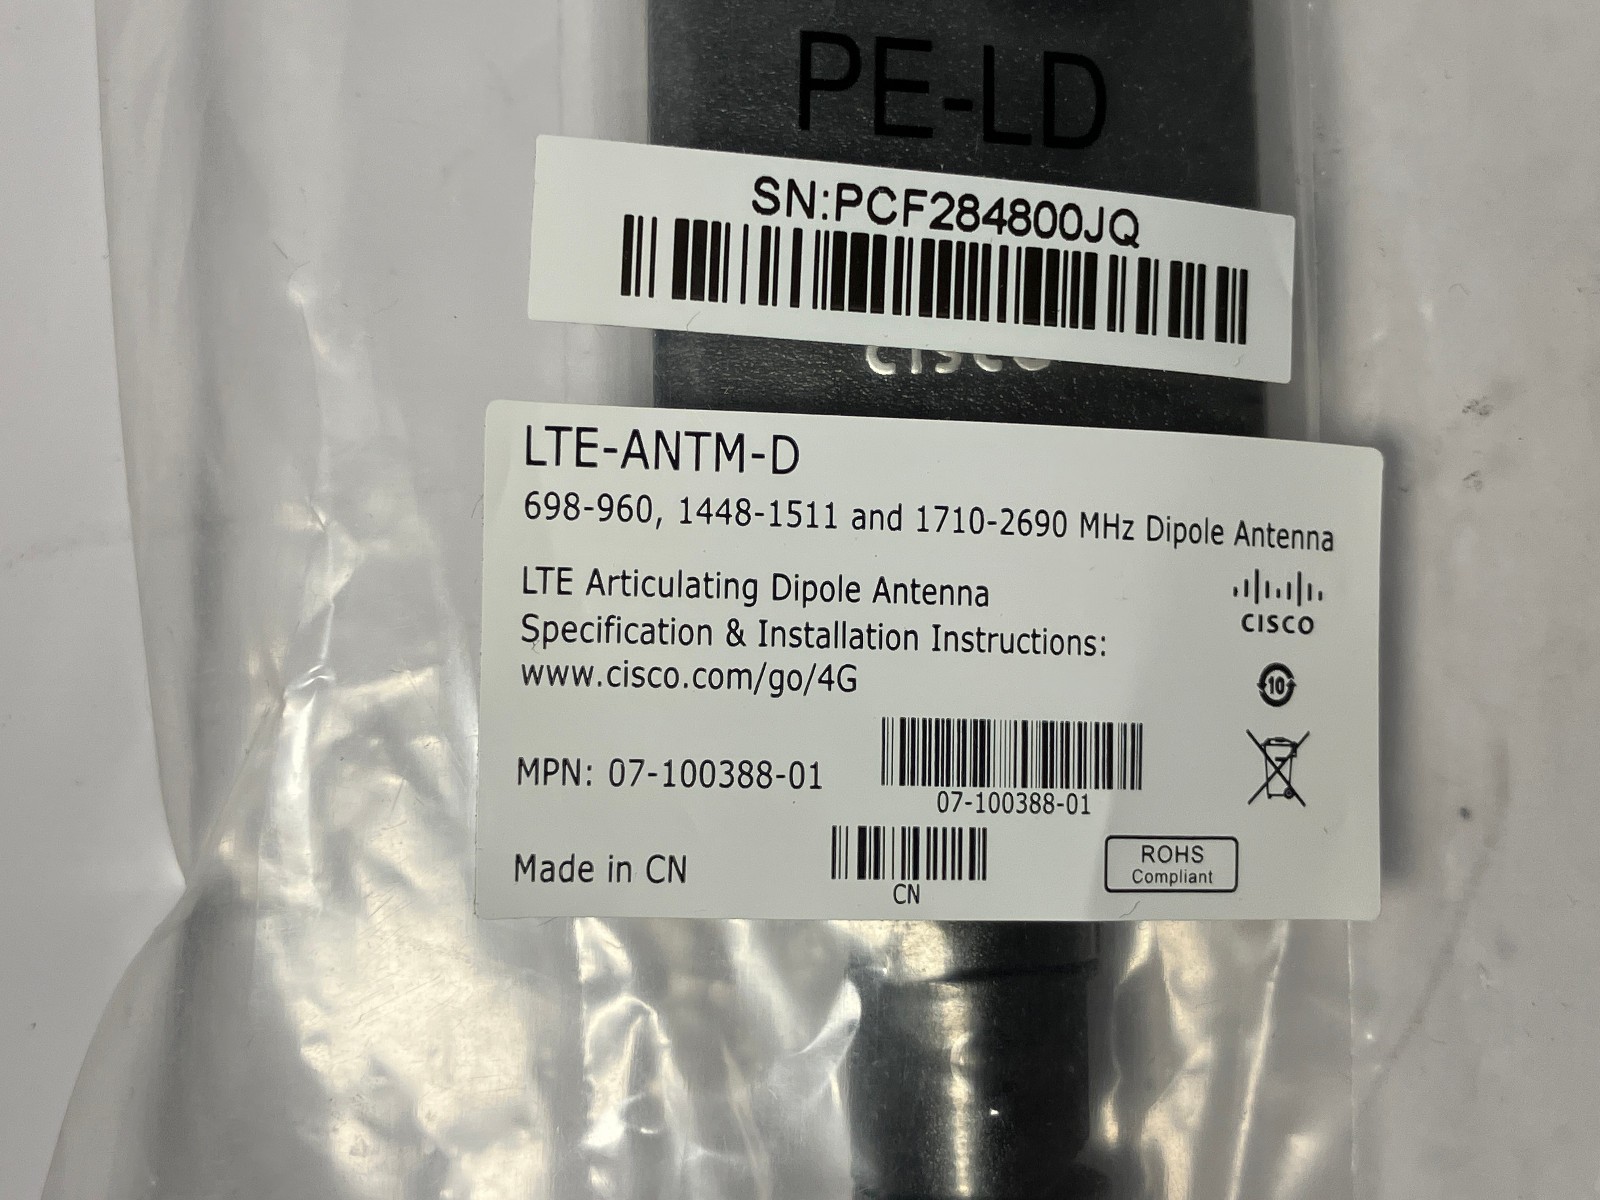 PE-LD
SN:PCF284800JQ
cisco
LTE-ANTM-D
698-960, 1448-1511 and 1710-2690 MHz Dipole Antenna
LTE Articulating Dipole Antenna
Specification & Installation Instructions:
www.cisco.com/go/4G
CISCO
10
MPN: 07-100388-01
07-100388-01
Made in CN
CN
ROHS
Compliant